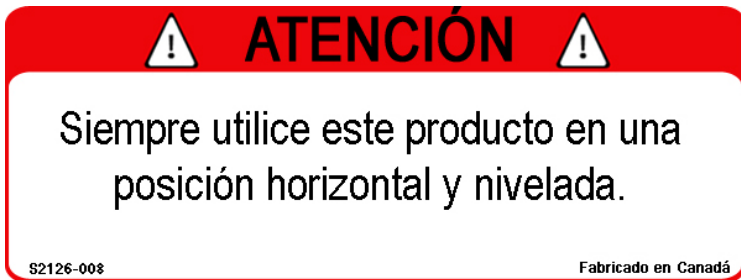 ATENCIÓN
Siempre utilice este producto en una
posición horizontal y nivelada.
S2126-008 Fabricado en Canadá